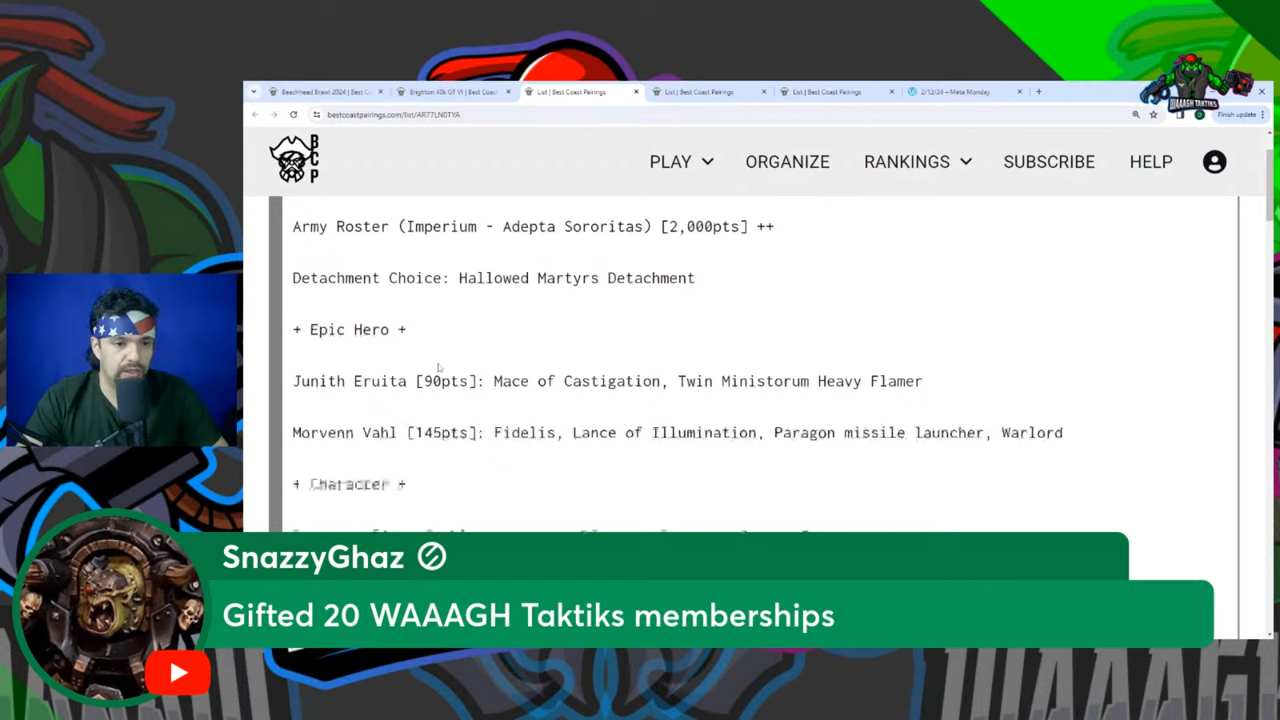 WAAAGH TAKTIKS
Beachhead Brawl 2024 | Best C
Brighton 40k GT VI | Best Coast
List | Best Coast Pairings
List | Best Coast Pairings
List | Best Coast Pairings
2/12/24 – Meta Monday
bestcoastpairings.com/list/AR77LN0TYA
Finish update
BCP
PLAY
ORGANIZE
RANKINGS
SUBSCRIBE
HELP
Army Roster (Imperium - Adepta Sororitas) [2,000pts] ++
Detachment Choice: Hallowed Martyrs Detachment
+ Epic Hero +
Junith Eruita [90pts]: Mace of Castigation, Twin Ministorum Heavy Flamer
Morvenn Vahl [145pts]: Fidelis, Lance of Illumination, Paragon missile launcher, Warlord
+ Character +
SnazzyGhaz
Gifted 20 WAAAGH Taktiks memberships